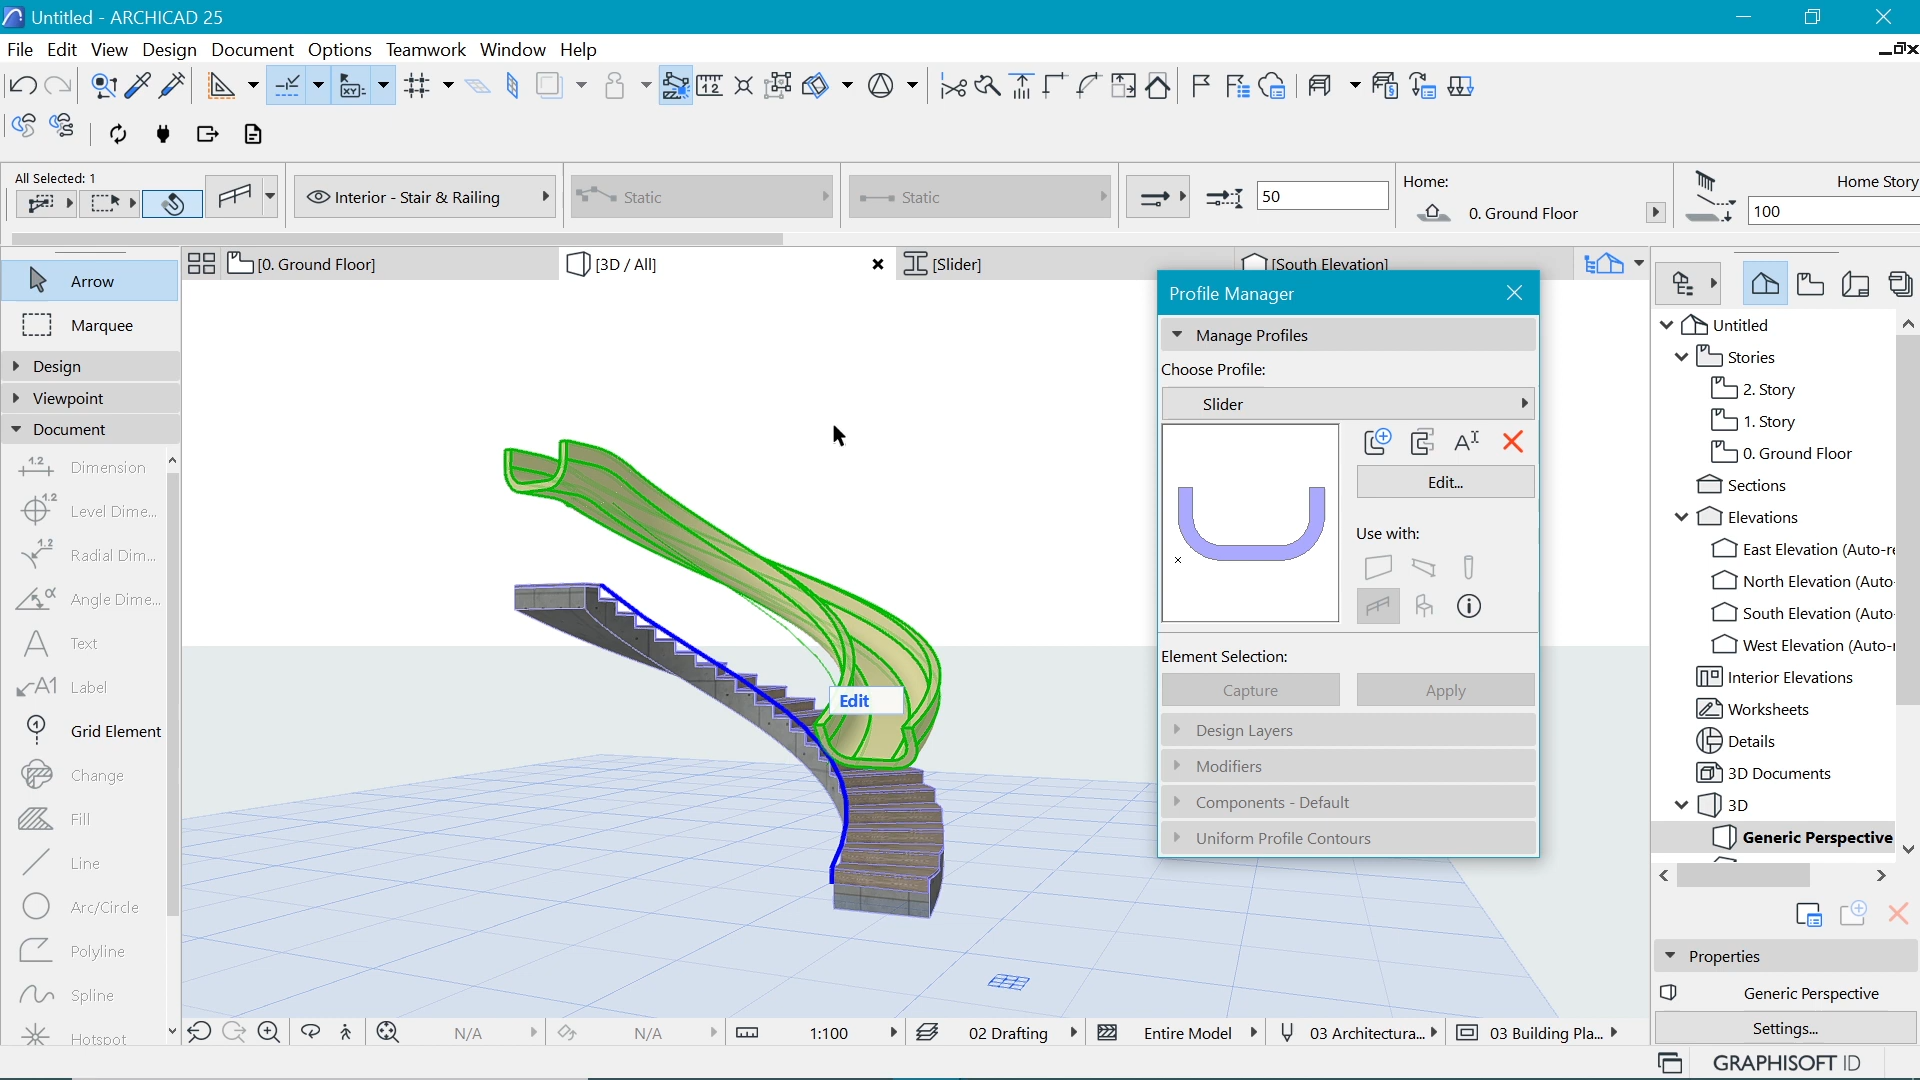 Untitled - ARCHICAD 25
File Edit View Design Document Options Teamwork Window Help
All Selected: 1
Interior - Stair & Railing
Static
Static
50
Home:
0. Ground Floor
Home Story
100
Arrow
Marquee
Design
Viewpoint
Document
Dimension
Level Dime...
Radial Dim...
Angle Dime...
Text
Label
Grid Element
Change
Fill
Line
Arc/Circle
Polyline
Spline
Hotspot
[0. Ground Floor]
[3D / All]
[Slider]
[South Elevation]
Edit
Profile Manager
Manage Profiles
Choose Profile:
Slider
Edit...
Use with:
Element Selection:
Capture
Apply
Design Layers
Modifiers
Components - Default
Uniform Profile Contours
Untitled
Stories
2. Story
1. Story
0. Ground Floor
Sections
Elevations
East Elevation (Auto-re
North Elevation (Auto-
South Elevation (Auto-
West Elevation (Auto-r
Interior Elevations
Worksheets
Details
3D Documents
3D
Generic Perspective
Properties
Generic Perspective
Settings...
N/A
N/A
1:100
02 Drafting
Entire Model
03 Architectura...
03 Building Pla...
GRAPHISOFT ID